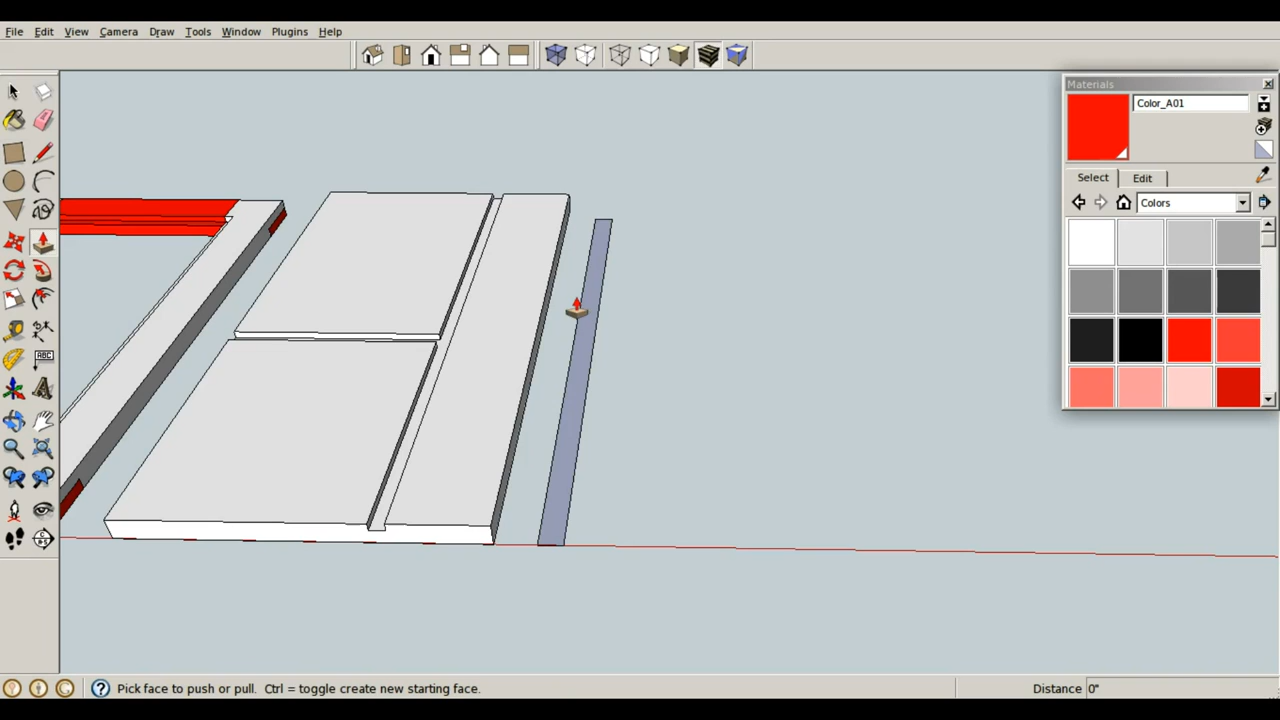 File Edit View Camera Draw Tools Window Plugins Help
Materials
Color_A01
Select Edit
Colors
ABC
Pick face to push or pull. Ctrl = toggle create new starting face.
Distance 0"